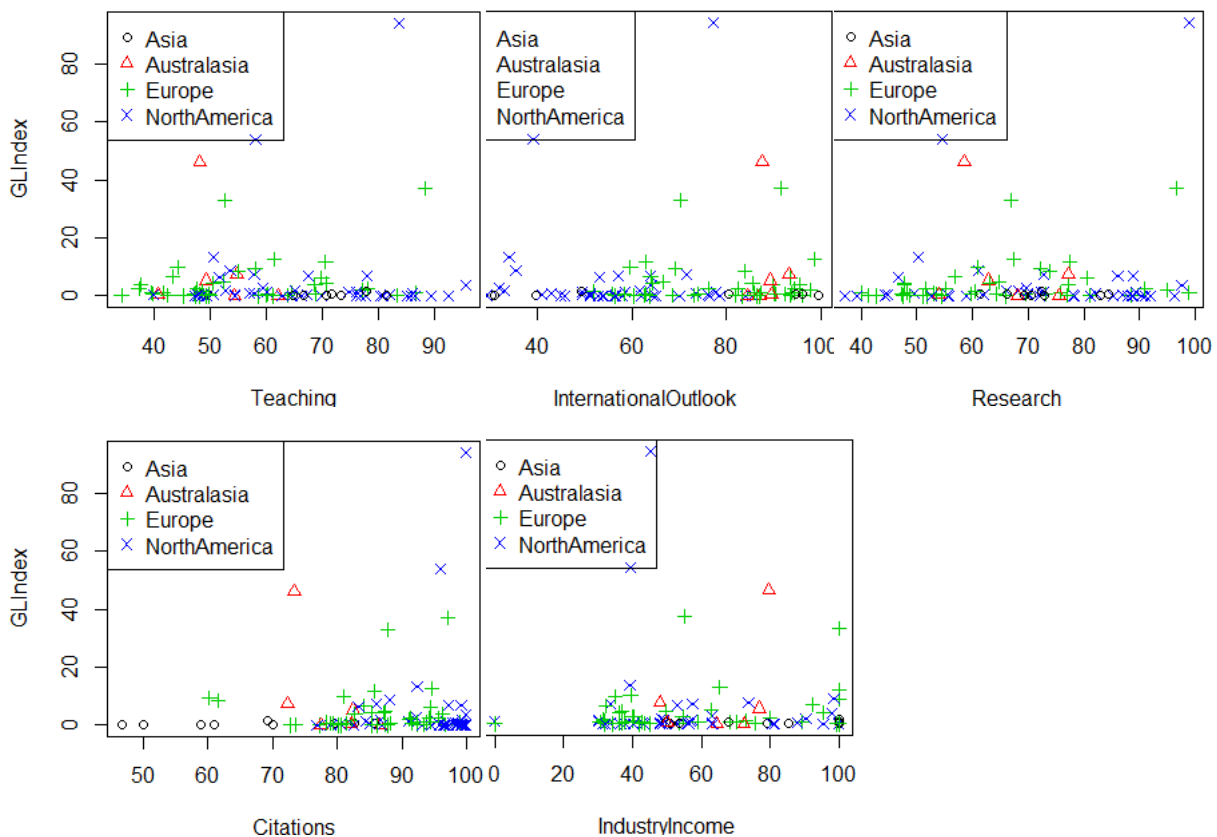 Asia
Australasia
Europe
NorthAmerica
Asia
Australasia
Europe
NorthAmerica
Asia
Australasia
Europe
NorthAmerica
GLIndex
0 20 40 60 80
40 50 60 70 80 90
40 60 80 100
40 50 60 70 80 90 100
Teaching
InternationalOutlook
Research
Asia
Australasia
Europe
NorthAmerica
Asia
Australasia
Europe
NorthAmerica
GLIndex
0 20 40 60 80
50 60 70 80 90 100
0 20 40 60 80 100
Citations
IndustryIncome